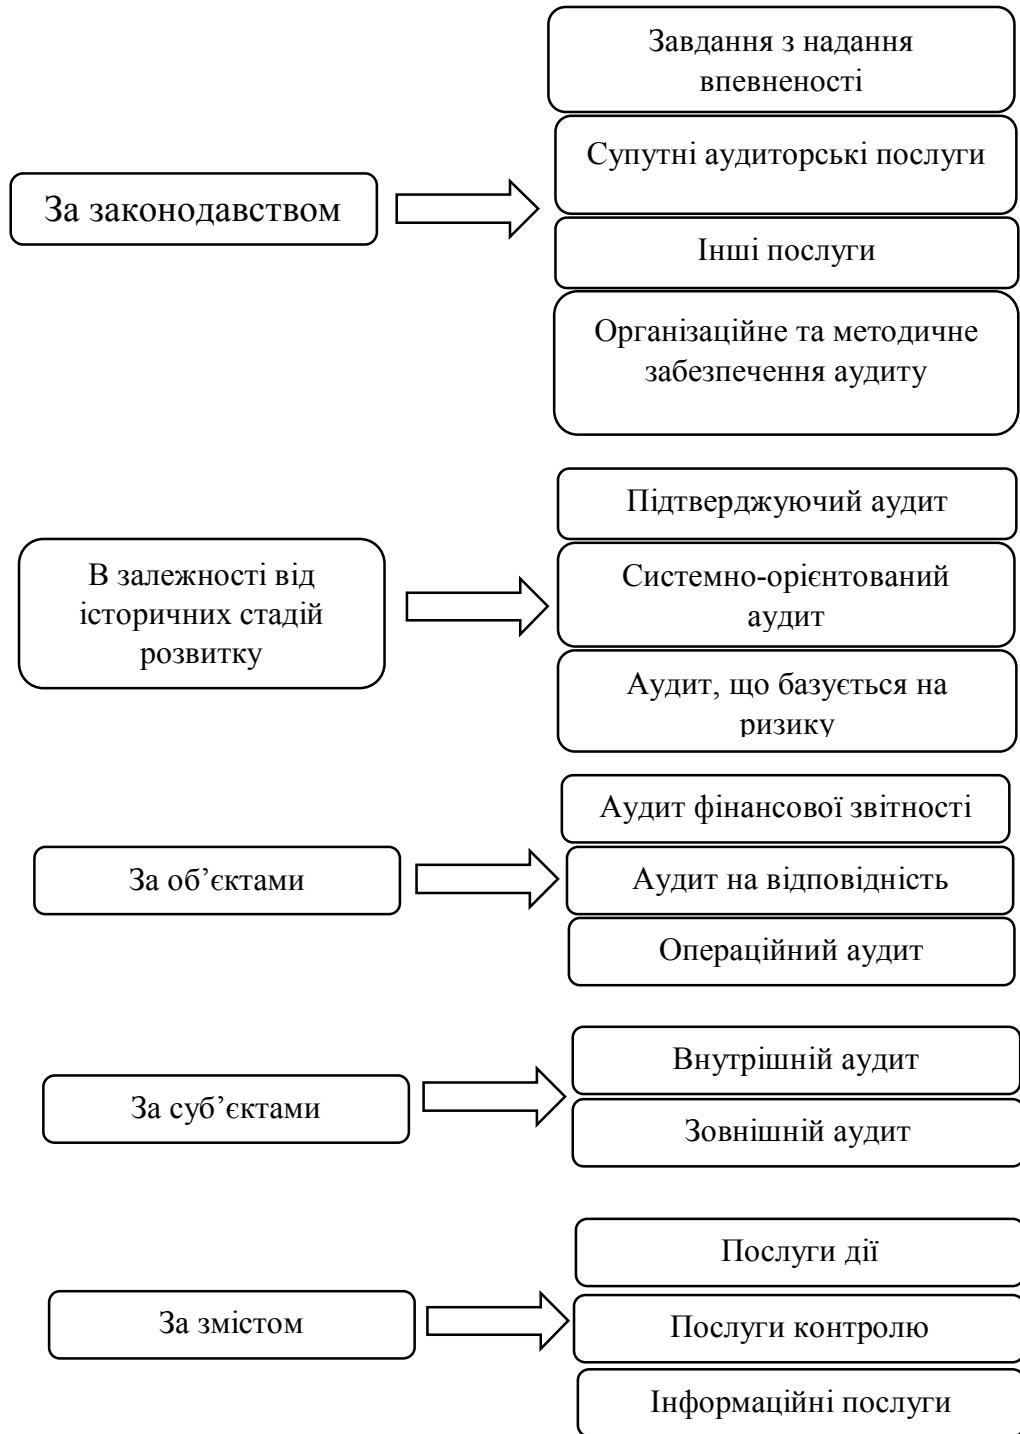 За законодавством
Завдання з надання
впевненості
Супутні аудиторські послуги
Інші послуги
Організаційне та методичне
забезпечення аудиту
В залежності від
історичних стадій
розвитку
Підтверджуючий аудит
Системно-орієнтований
аудит
Аудит, що базується на
ризику
За об’єктами
Аудит фінансової звітності
Аудит на відповідність
Операційний аудит
За суб’єктами
Внутрішній аудит
Зовнішній аудит
За змістом
Послуги дії
Послуги контролю
Інформаційні послуги